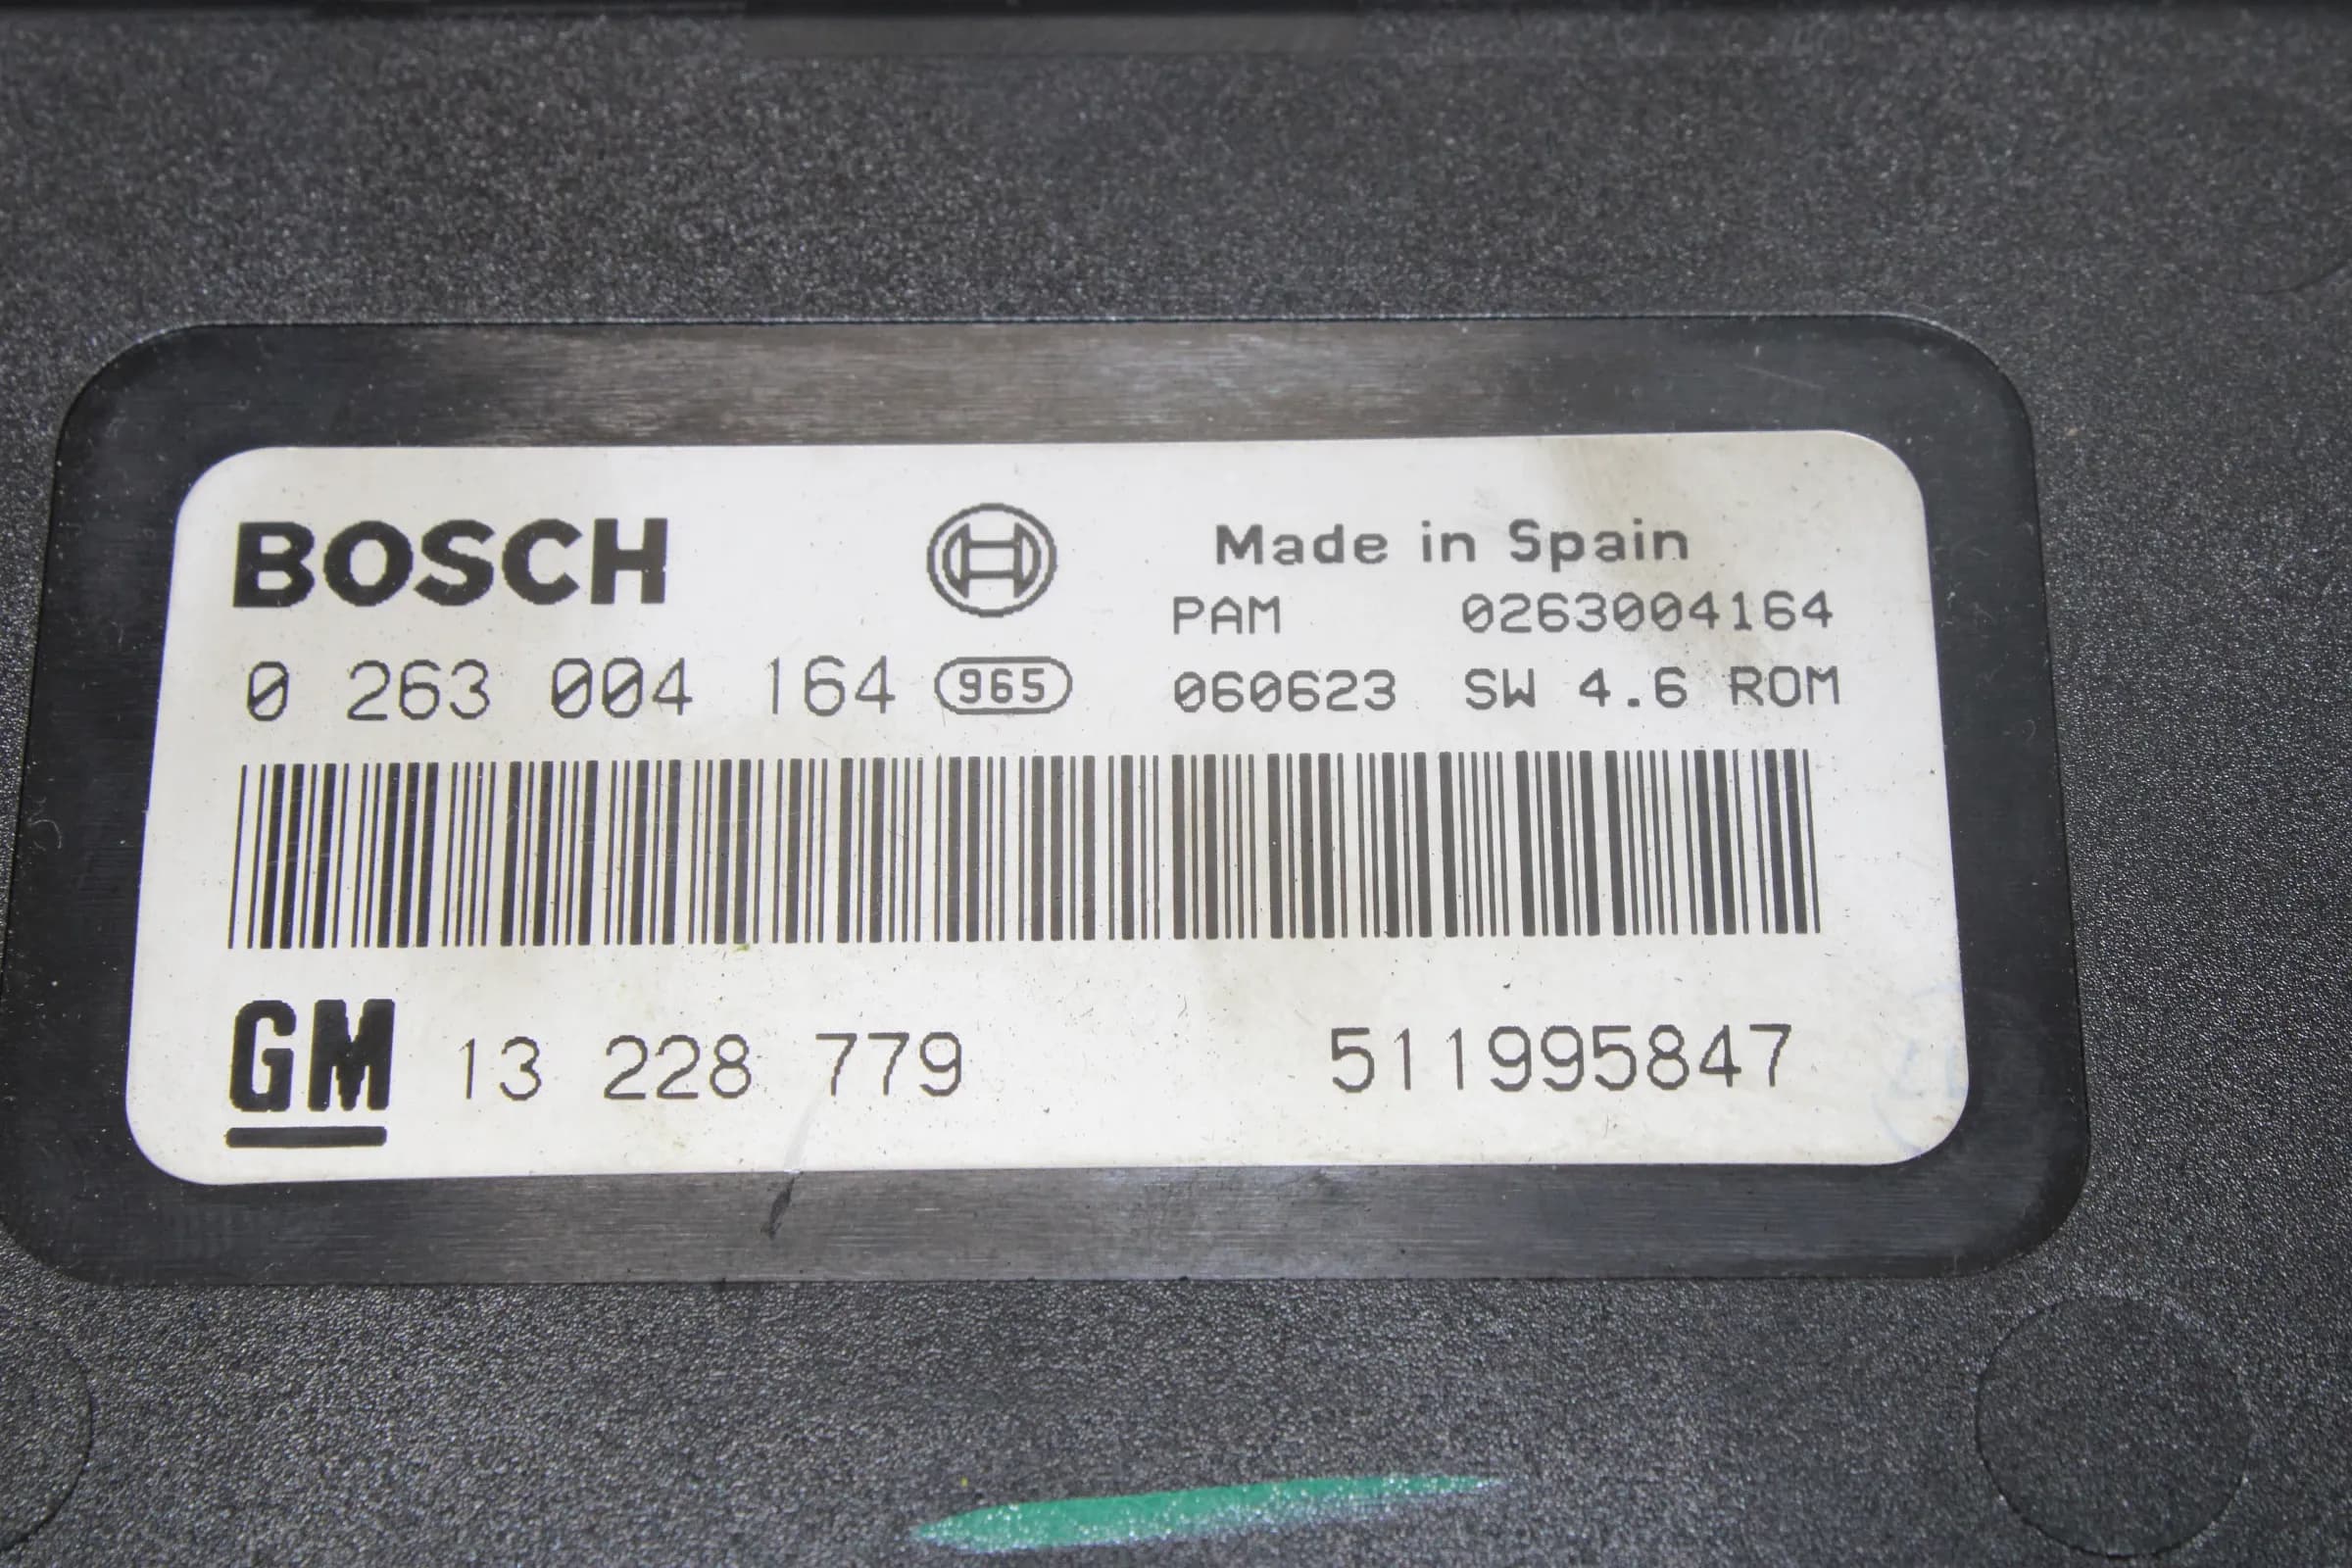 BOSCH
Made in Spain
PAM 0263004164
0 263 004 164 965
060623 SW 4.6 ROM
GM 13 228 779 511995847